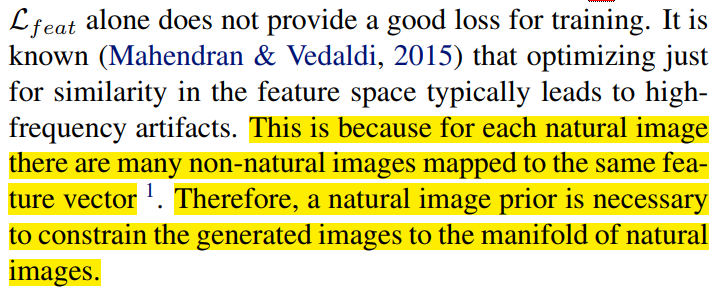 ℒfeat alone does not provide a good loss for training. It is
known (Mahendran & Vedaldi, 2015) that optimizing just
for similarity in the feature space typically leads to high-
frequency artifacts. This is because for each natural image
there are many non-natural images mapped to the same fea-
ture vector ¹. Therefore, a natural image prior is necessary
to constrain the generated images to the manifold of natural
images.